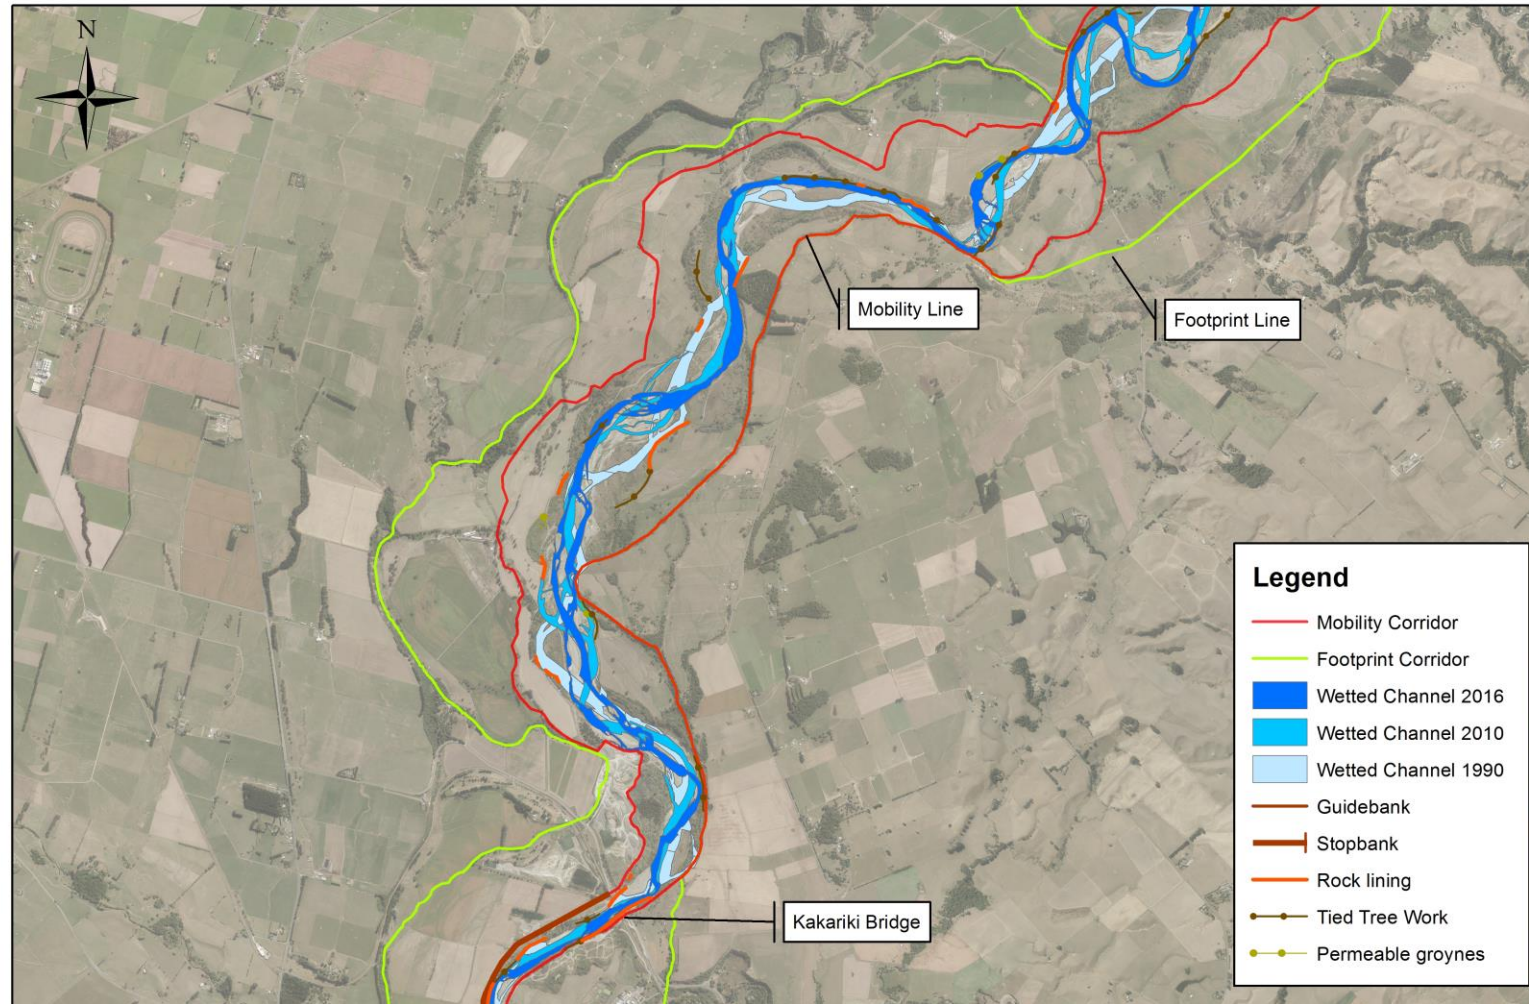 N
Mobility Line
Footprint Line
Kakariki Bridge
Legend
Mobility Corridor
Footprint Corridor
Wetted Channel 2016
Wetted Channel 2010
Wetted Channel 1990
Guidebank
Stopbank
Rock lining
Tied Tree Work
Permeable groynes